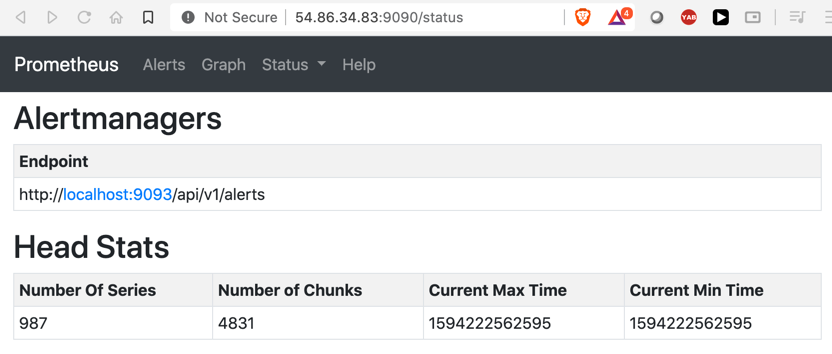 Not Secure 54.86.34.83:9090/status 4 YAB
Prometheus Alerts Graph Status Help
Alertmanagers
Endpoint
http://localhost:9093/api/v1/alerts
Head Stats
Number Of Series Number of Chunks Current Max Time Current Min Time
987 4831 1594222562595 1594222562595